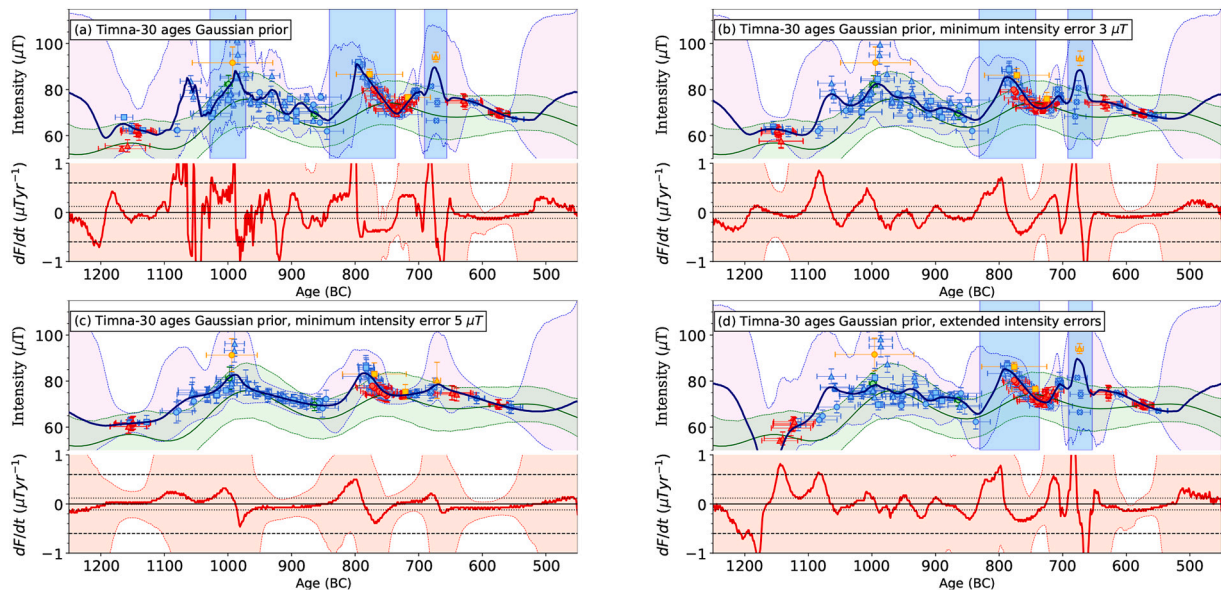 (a) Timna-30 ages Gaussian prior
Intensity (μT)
100
80
60
dF/dt (μTyr⁻¹)
1
0
−1
1200 1100 1000 900 800 700 600 500
Age (BC)
(b) Timna-30 ages Gaussian prior, minimum intensity error 3 μT
Intensity (μT)
100
80
60
dF/dt (μTyr⁻¹)
1
0
−1
1200 1100 1000 900 800 700 600 500
Age (BC)
(c) Timna-30 ages Gaussian prior, minimum intensity error 5 μT
Intensity (μT)
100
80
60
dF/dt (μTyr⁻¹)
1
0
−1
1200 1100 1000 900 800 700 600 500
Age (BC)
(d) Timna-30 ages Gaussian prior, extended intensity errors
Intensity (μT)
100
80
60
dF/dt (μTyr⁻¹)
1
0
−1
1200 1100 1000 900 800 700 600 500
Age (BC)